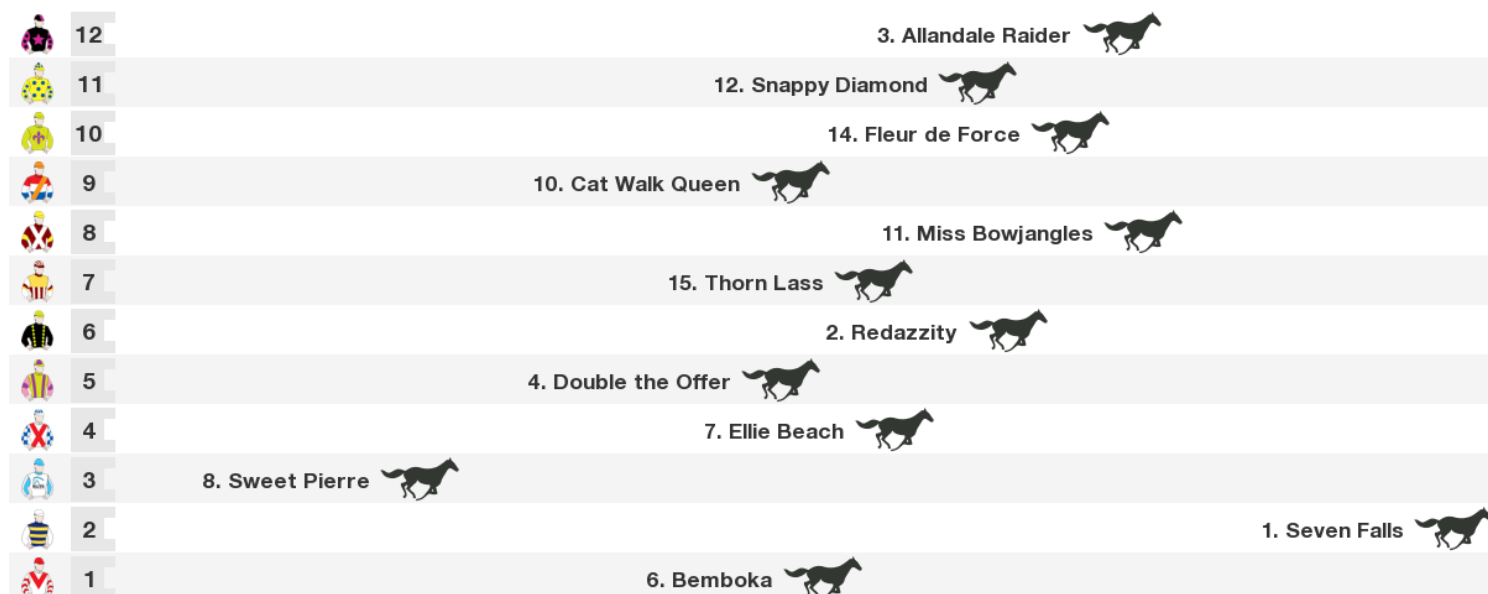 12 3. Allandale Raider
11 12. Snappy Diamond
10 14. Fleur de Force
9 10. Cat Walk Queen
8 11. Miss Bowjangles
7 15. Thorn Lass
6 2. Redazzity
5 4. Double the Offer
4 7. Ellie Beach
3 8. Sweet Pierre
2 1. Seven Falls
1 6. Bemboka